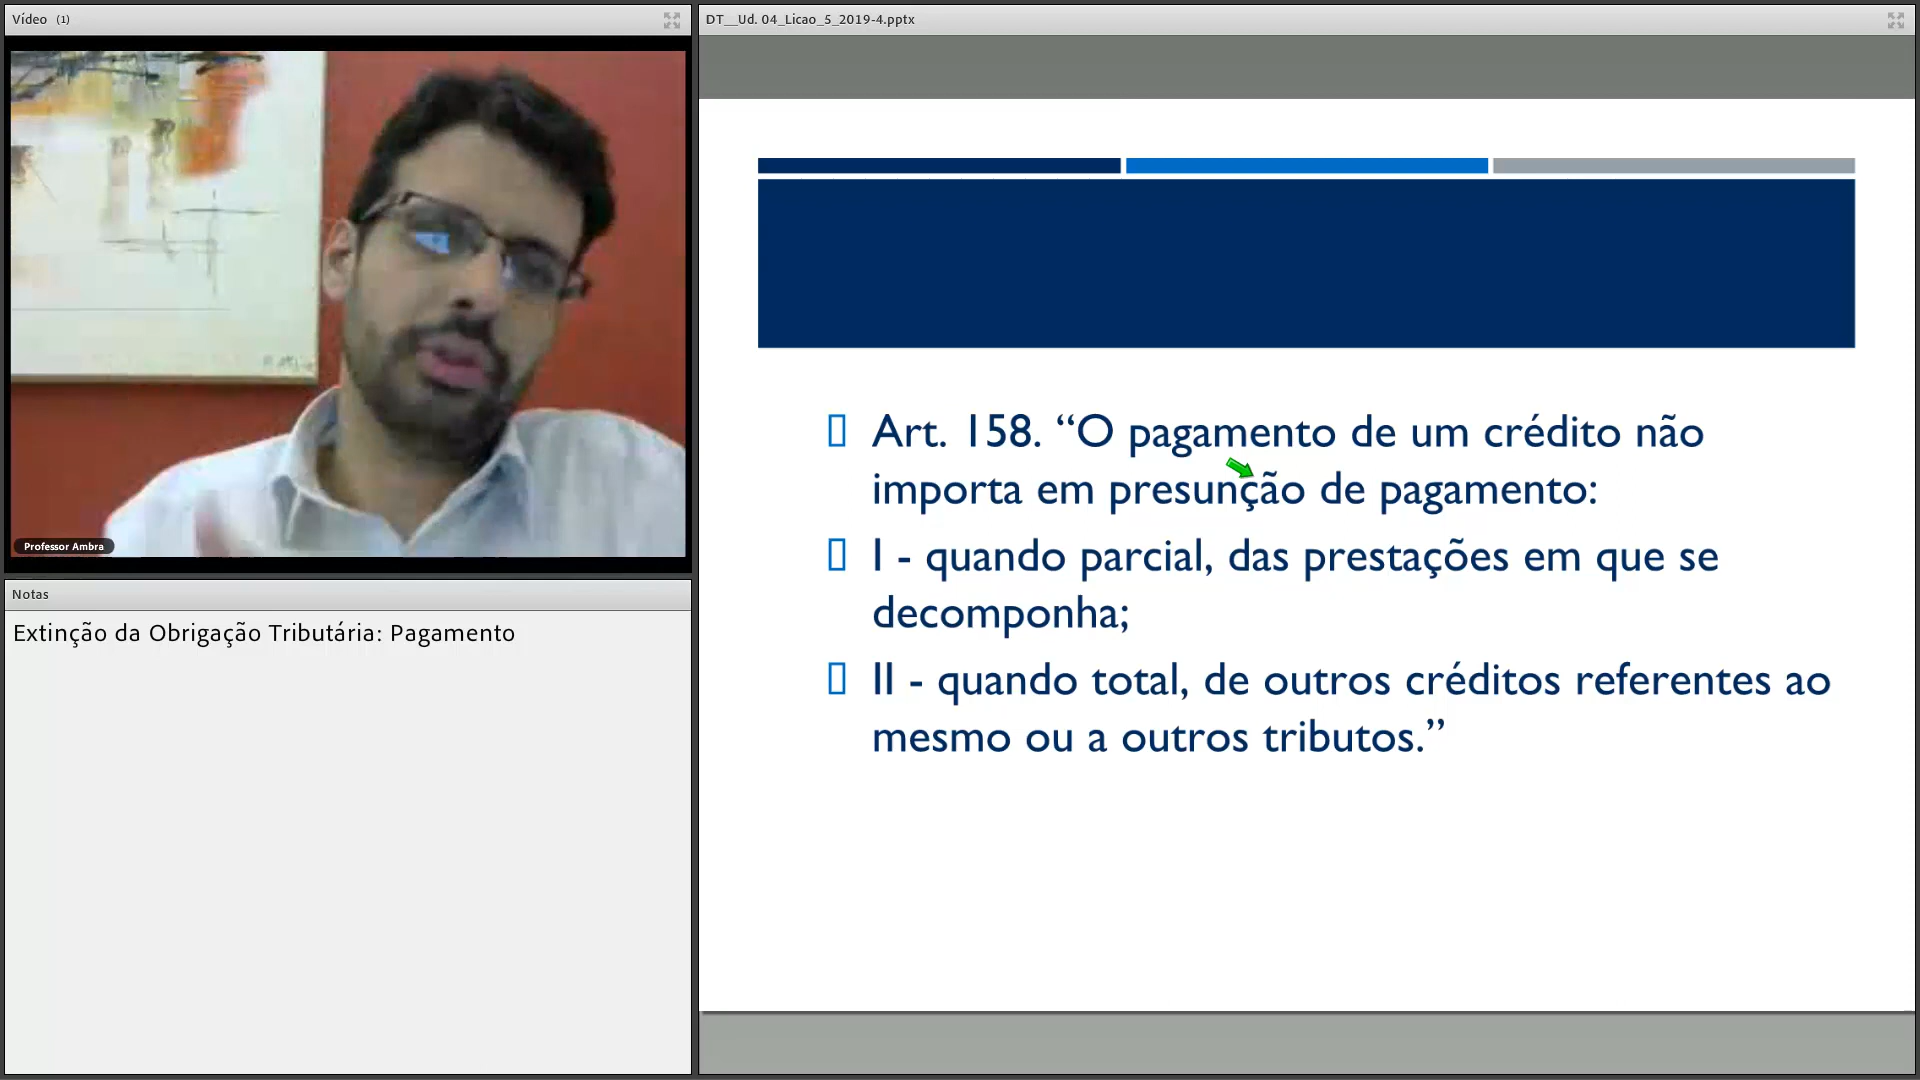 Vídeo (1)
Professor Ambra
Notas
Extinção da Obrigação Tributária: Pagamento
DT__Ud. 04_Licao_5_2019-4.pptx
Art. 158. “O pagamento de um crédito não
importa em presunção de pagamento:
I - quando parcial, das prestações em que se
decomponha;
II - quando total, de outros créditos referentes ao
mesmo ou a outros tributos.”